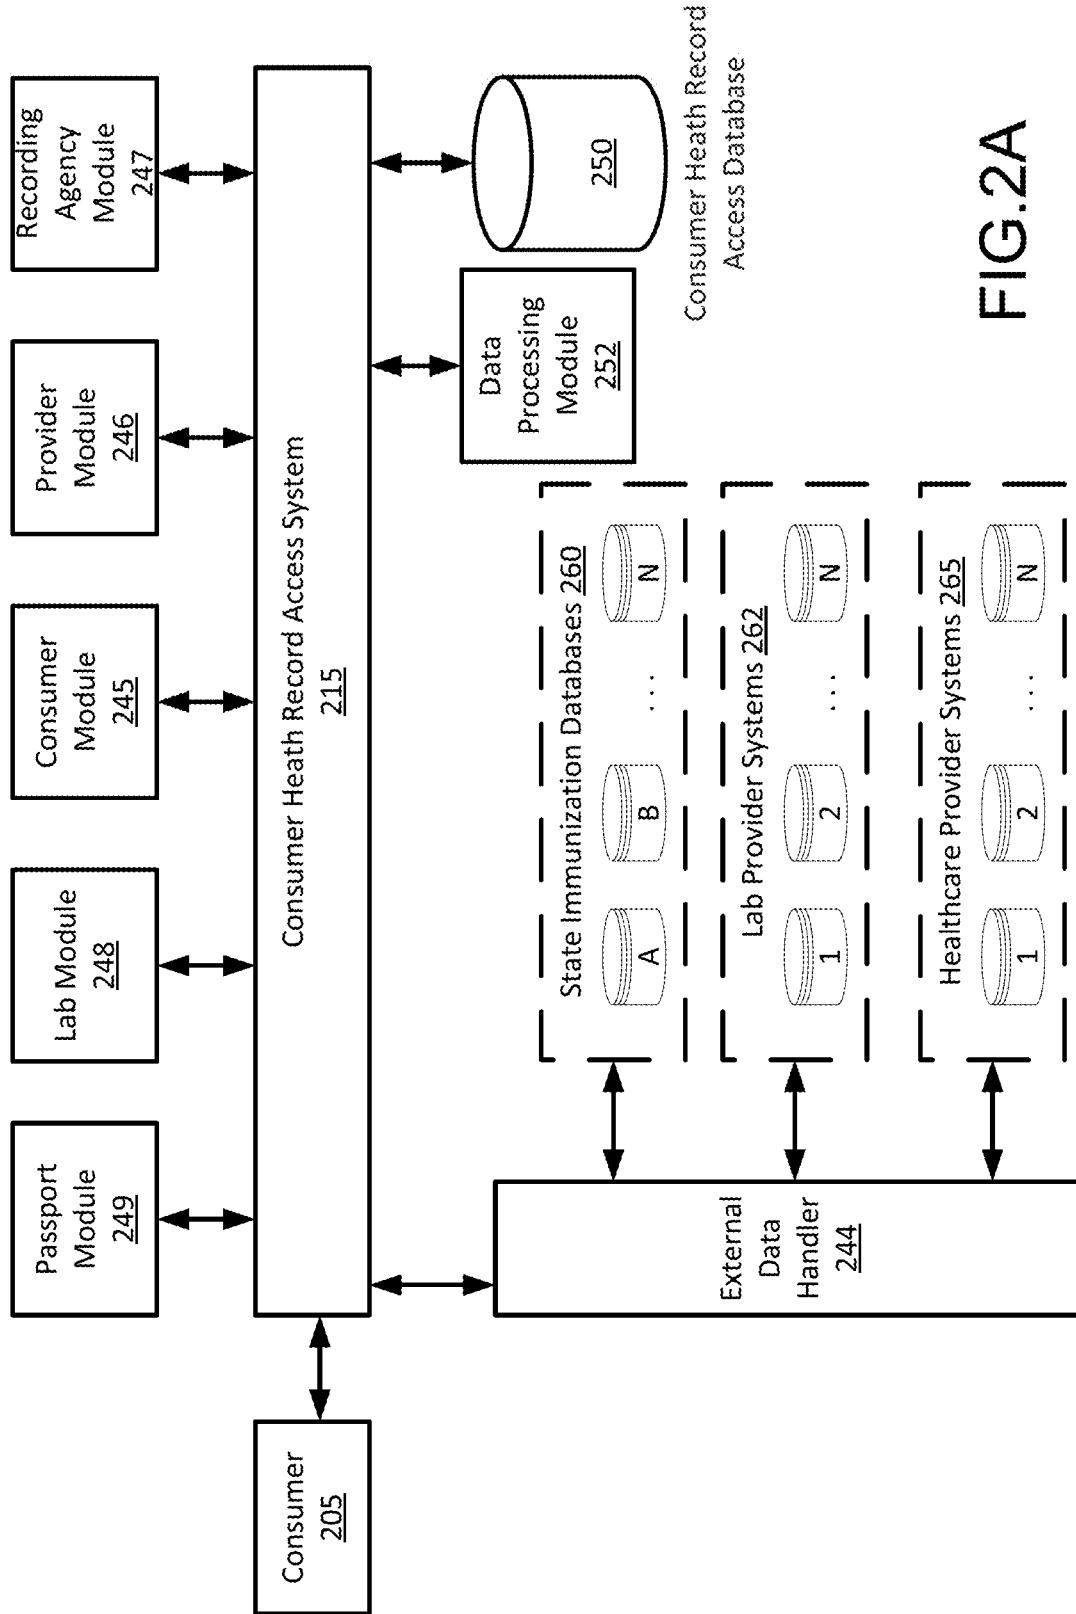 Passport
Module
249
Lab Module
248
Consumer
Module
245
Provider
Module
246
Recording
Agency
Module
247
Consumer
205
Consumer Heath Record Access System
215
External
Data
Handler
244
State Immunization Databases 260
A
B
...
N
Lab Provider Systems 262
1
2
...
N
Healthcare Provider Systems 265
1
2
...
N
Data
Processing
Module
252
250
Consumer Heath Record
Access Database
FIG.2A